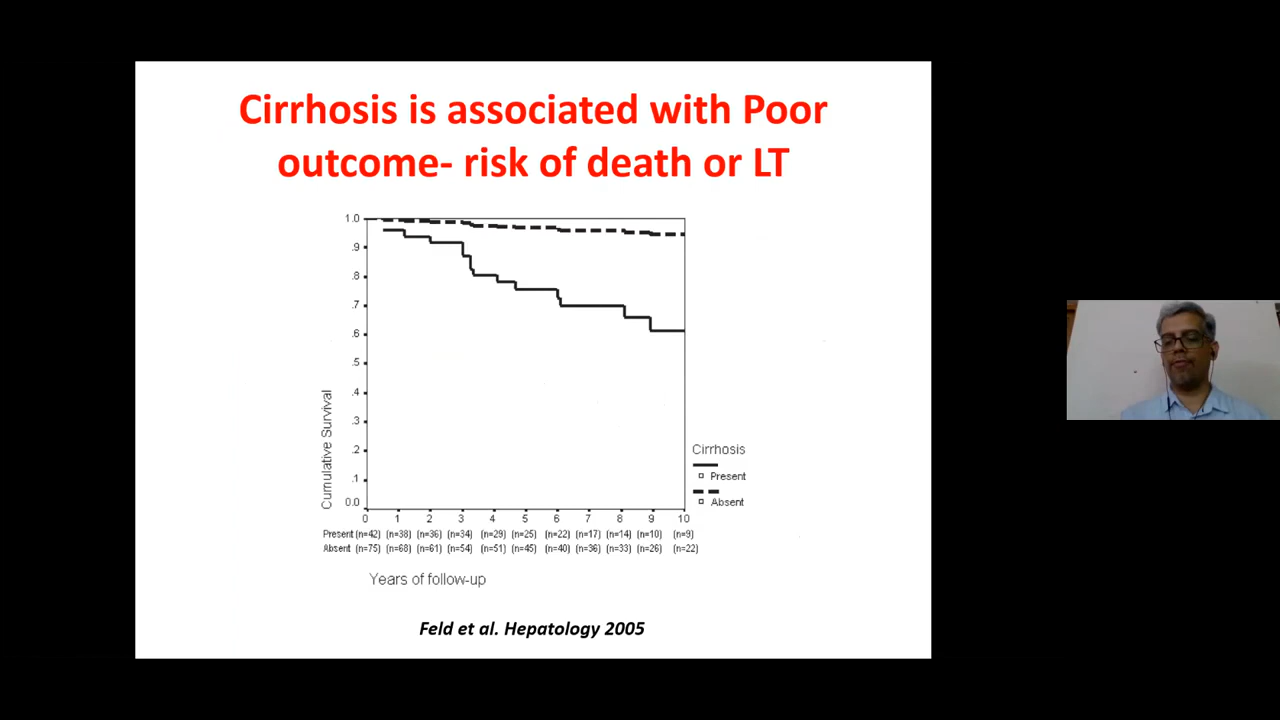 Cirrhosis is associated with Poor
outcome- risk of death or LT
1.0
.9
.8
.7
.6
.5
.4
.3
.2
.1
0.0
Cumulative Survival
0 1 2 3 4 5 6 7 8 9 10
Present (n=42) (n=38) (n=36) (n=34) (n=29) (n=25) (n=22) (n=17) (n=14) (n=10) (n=9)
Absent (n=75) (n=68) (n=61) (n=54) (n=51) (n=45) (n=40) (n=36) (n=33) (n=26) (n=22)
Years of follow-up
Cirrhosis
Present
Absent
Feld et al. Hepatology 2005